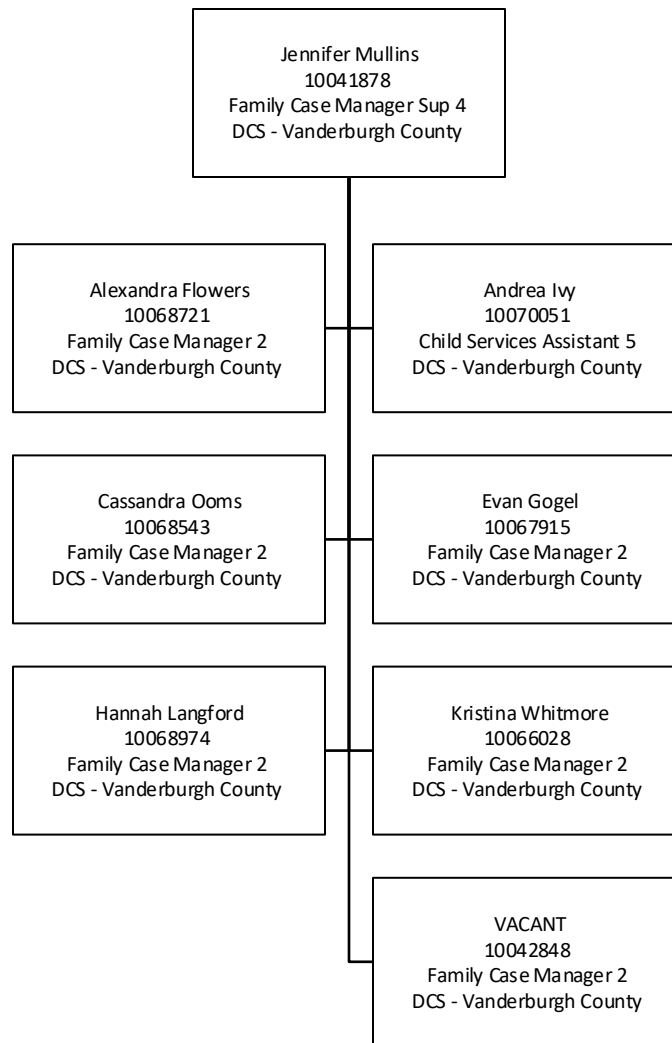 Jennifer Mullins
10041878
Family Case Manager Sup 4
DCS - Vanderburgh County
Alexandra Flowers
10068721
Family Case Manager 2
DCS - Vanderburgh County
Andrea Ivy
10070051
Child Services Assistant 5
DCS - Vanderburgh County
Cassandra Ooms
10068543
Family Case Manager 2
DCS - Vanderburgh County
Evan Gogel
10067915
Family Case Manager 2
DCS - Vanderburgh County
Hannah Langford
10068974
Family Case Manager 2
DCS - Vanderburgh County
Kristina Whitmore
10066028
Family Case Manager 2
DCS - Vanderburgh County
VACANT
10042848
Family Case Manager 2
DCS - Vanderburgh County